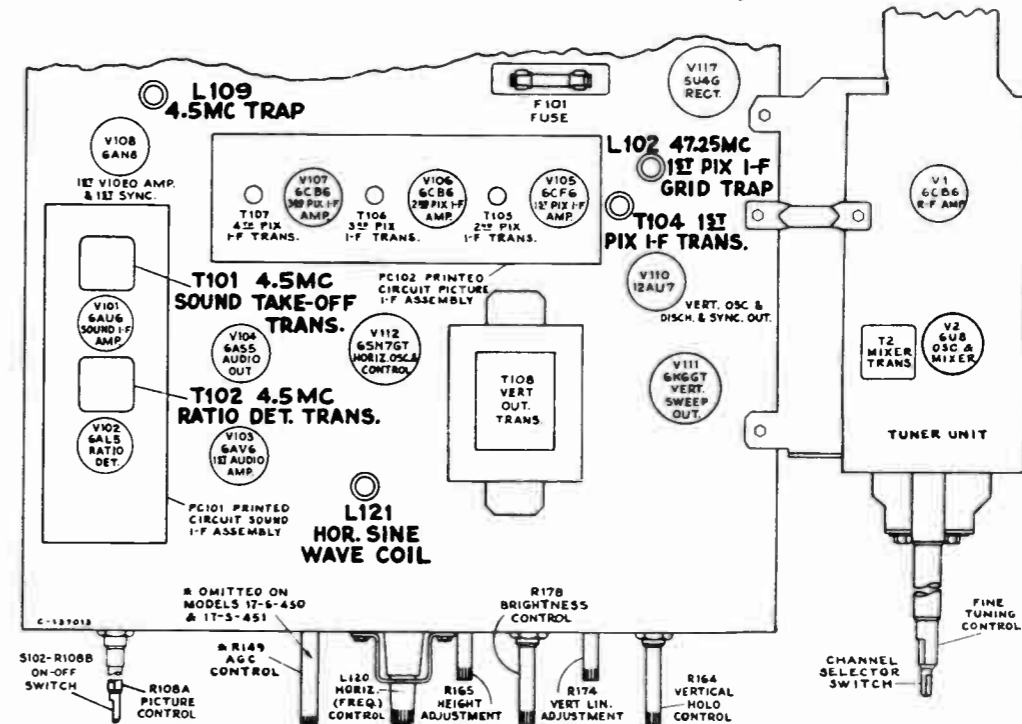 L109
4.5MC TRAP
V108
6AN8
1ST VIDEO AMP.
& 1ST SYNC.
F101
FUSE
V117
5U4G
RECT.
L102 47.25MC
1ST PIX I-F
GRID TRAP
V107
6CB6
3RD PIX I-F
AMP.
V106
6CB6
2ND PIX I-F
AMP.
V105
6CF6
1ST PIX I-F
AMP.
T107
4TH PIX
I-F TRANS.
T106
3RD PIX
I-F TRANS.
T105
2ND PIX
I-F TRANS.
T104 1ST
PIX I-F TRANS.
V1
6CB6
R-F AMP
PC102 PRINTED
CIRCUIT PICTURE
I-F ASSEMBLY
T101 4.5MC
SOUND TAKE-OFF
TRANS.
V110
12AU7
VERT. OSC &
DISCH. & SYNC. OUT.
V101
6AU6
SOUND I-F
AMP.
V104
6AS5
AUDIO
OUT
V112
6SN7GT
HORIZ. OSC &
CONTROL
T2
MIXER
TRANS
V2
6U8
OSC &
MIXER
T108
VERT
OUT.
TRANS.
V111
6K6GT
VERT.
SWEEP
OUT.
T102 4.5MC
RATIO DET. TRANS.
V102
6AL5
RATIO
DET.
V103
6AV6
1ST AUDIO
AMP.
TUNER UNIT
PC101 PRINTED
CIRCUIT SOUND
I-F ASSEMBLY
L121
HOR. SINE
WAVE COIL
* OMITTED ON
MODELS 17-S-450
& 17-S-451
R178
BRIGHTNESS
CONTROL
C-137013
S102-R108B
ON-OFF
SWITCH
R108A
PICTURE
CONTROL
* R149
AGC
CONTROL
L120
HORIZ.
(FREQ.)
CONTROL
R165
HEIGHT
ADJUSTMENT
R174
VERT LIN.
ADJUSTMENT
R164
VERTICAL
HOLD
CONTROL
CHANNEL
SELECTOR
SWITCH
FINE
TUNING
CONTROL